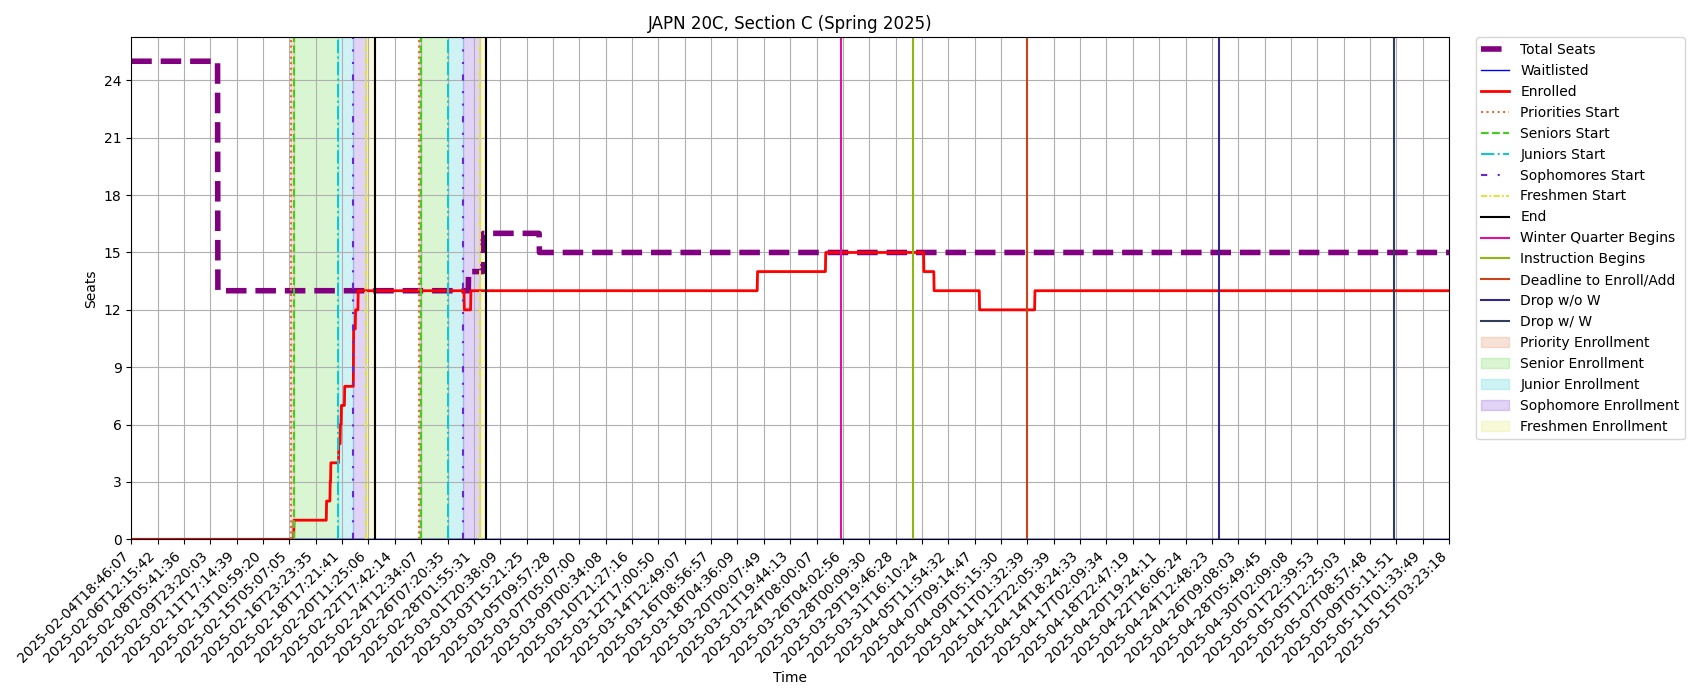 JAPN 20C, Section C (Spring 2025)
Total Seats
Waitlisted
Enrolled
Priorities Start
Seniors Start
Juniors Start
Sophomores Start
Freshmen Start
End
Winter Quarter Begins
Instruction Begins
Deadline to Enroll/Add
Drop w/o W
Drop w/ W
Priority Enrollment
Senior Enrollment
Junior Enrollment
Sophomore Enrollment
Freshmen Enrollment
Seats
24
21
18
15
12
9
6
3
0
2025-02-04T18:46:07
2025-02-06T12:15:42
2025-02-08T05:41:36
2025-02-09T23:20:03
2025-02-11T17:14:39
2025-02-13T10:59:20
2025-02-15T05:07:05
2025-02-16T23:23:35
2025-02-18T17:21:41
2025-02-20T11:25:06
2025-02-22T17:42:14
2025-02-24T12:34:07
2025-02-26T07:20:35
2025-02-28T01:55:31
2025-03-01T20:38:09
2025-03-03T15:21:25
2025-03-05T09:57:28
2025-03-07T05:07:00
2025-03-09T00:34:08
2025-03-10T21:27:16
2025-03-12T17:00:50
2025-03-14T12:49:07
2025-03-16T08:56:57
2025-03-18T04:36:09
2025-03-20T00:07:49
2025-03-21T19:44:13
2025-03-24T08:00:07
2025-03-26T04:02:56
2025-03-28T00:09:30
2025-03-29T19:46:28
2025-03-31T16:10:24
2025-04-05T11:54:32
2025-04-07T09:14:47
2025-04-09T05:15:30
2025-04-11T01:32:39
2025-04-12T22:05:39
2025-04-14T18:24:33
2025-04-17T02:09:34
2025-04-18T22:47:19
2025-04-20T19:24:11
2025-04-22T16:06:24
2025-04-24T12:48:23
2025-04-26T09:08:03
2025-04-28T05:49:45
2025-04-30T02:09:08
2025-05-01T22:39:53
2025-05-05T12:25:03
2025-05-07T08:57:48
2025-05-09T05:11:51
2025-05-11T01:33:49
2025-05-15T03:23:18
Time